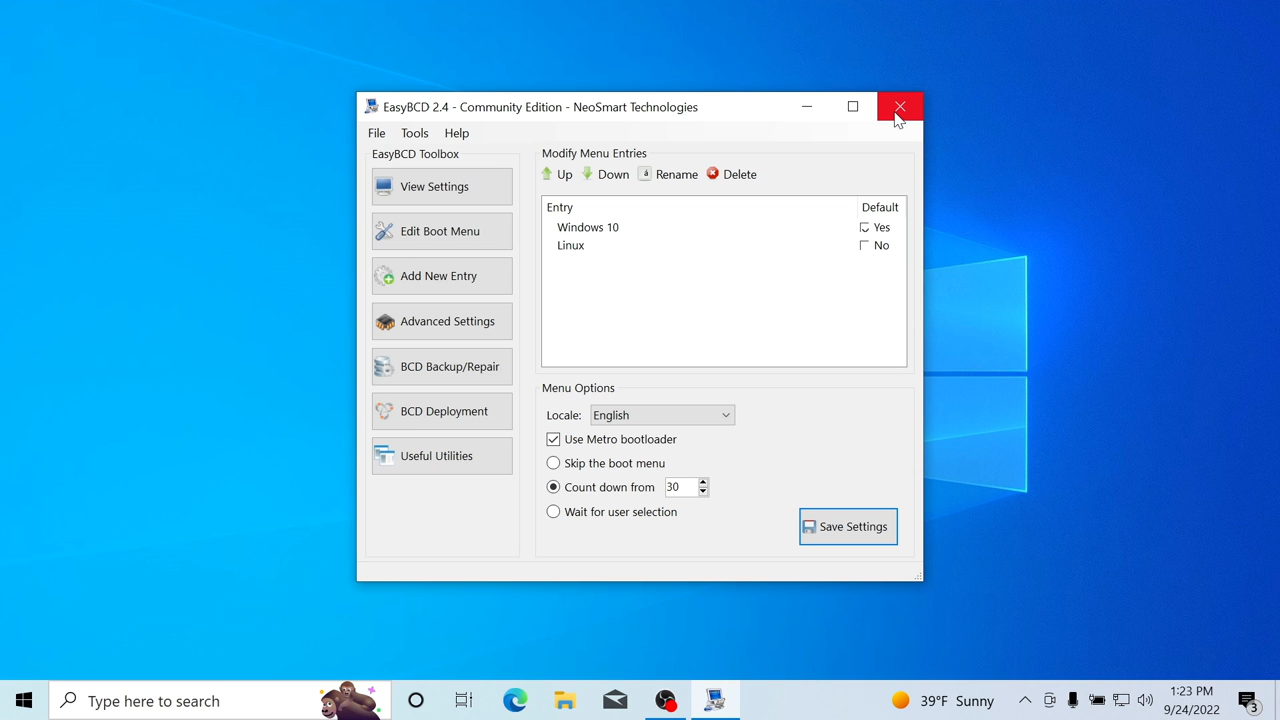 EasyBCD 2.4 - Community Edition - NeoSmart Technologies
File Tools Help
EasyBCD Toolbox
View Settings
Edit Boot Menu
Add New Entry
Advanced Settings
BCD Backup/Repair
BCD Deployment
Useful Utilities
Modify Menu Entries
Up Down Rename Delete
Entry Default
Windows 10 Yes
Linux No
Menu Options
Locale: English
Use Metro bootloader
Skip the boot menu
Count down from 30
Wait for user selection
Save Settings
Type here to search
39°F Sunny
1:23 PM
9/24/2022
3